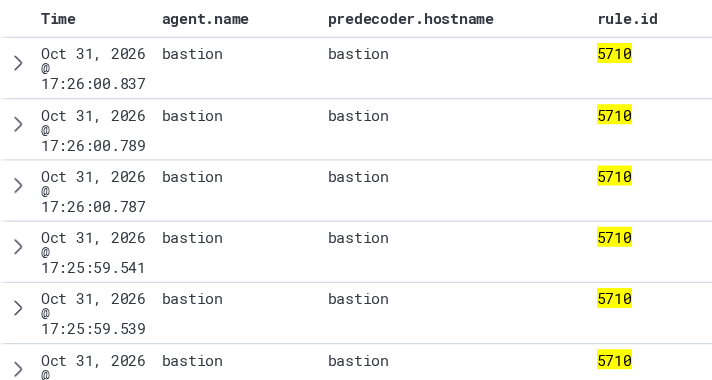 Time agent.name predecoder.hostname rule.id
Oct 31, 2026 bastion bastion 5710
@
17:26:00.837
Oct 31, 2026 bastion bastion 5710
@
17:26:00.789
Oct 31, 2026 bastion bastion 5710
@
17:26:00.787
Oct 31, 2026 bastion bastion 5710
@
17:25:59.541
Oct 31, 2026 bastion bastion 5710
@
17:25:59.539
Oct 31, 2026 bastion bastion 5710
@